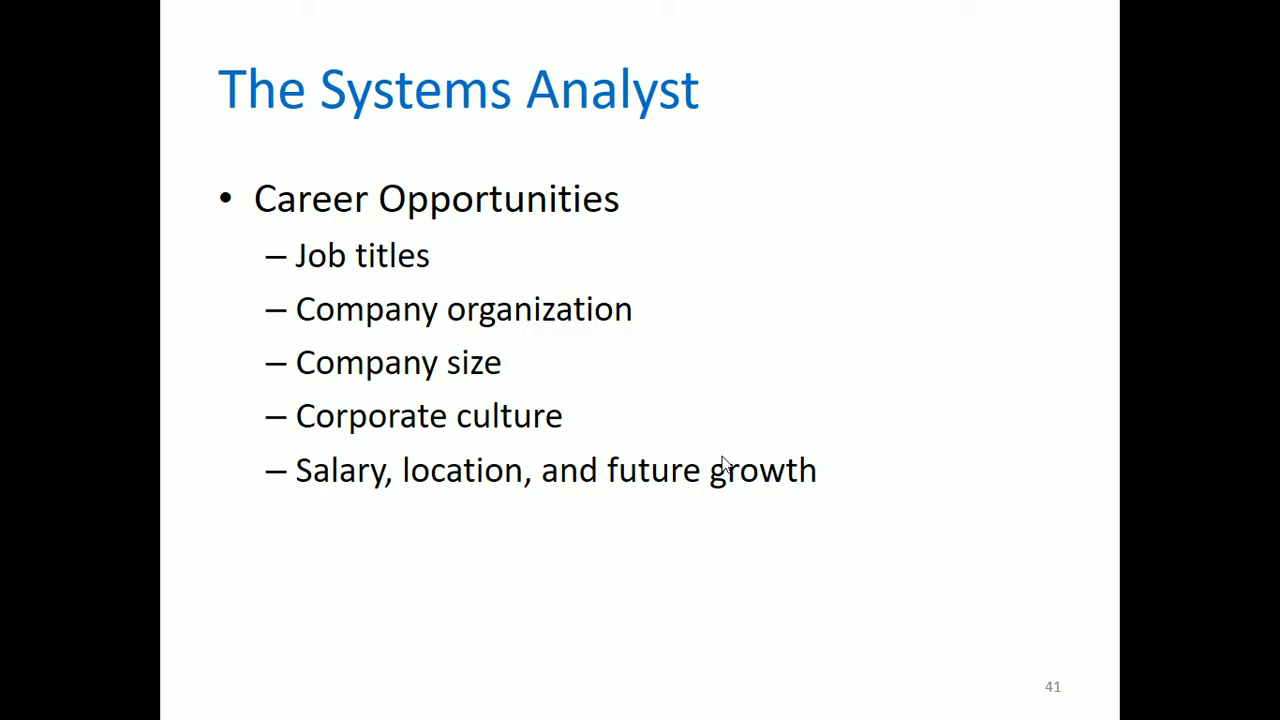 The Systems Analyst
• Career Opportunities
– Job titles
– Company organization
– Company size
– Corporate culture
– Salary, location, and future growth
41